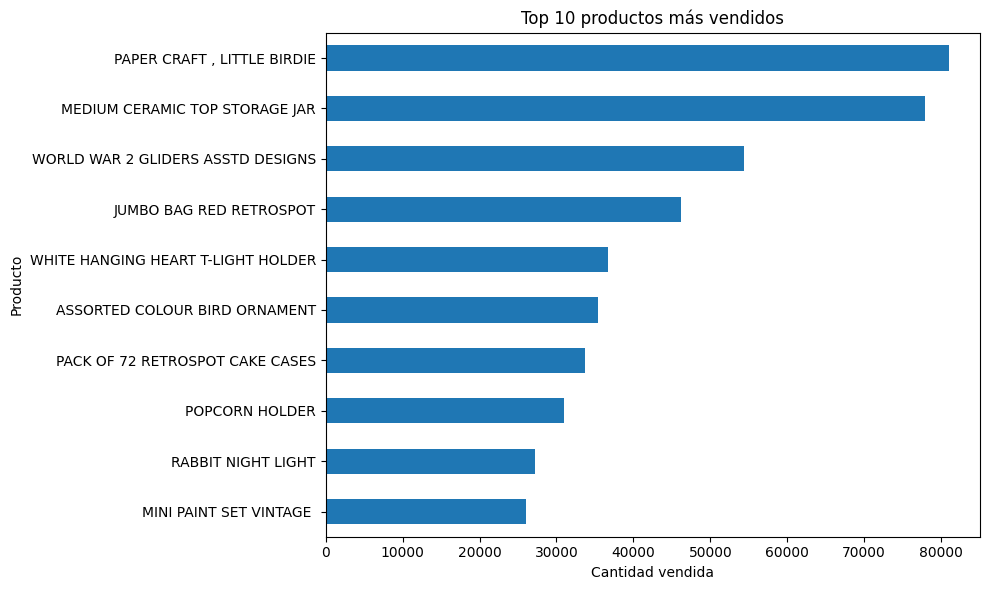 Top 10 productos más vendidos
Producto
PAPER CRAFT , LITTLE BIRDIE
MEDIUM CERAMIC TOP STORAGE JAR
WORLD WAR 2 GLIDERS ASSTD DESIGNS
JUMBO BAG RED RETROSPOT
WHITE HANGING HEART T-LIGHT HOLDER
ASSORTED COLOUR BIRD ORNAMENT
PACK OF 72 RETROSPOT CAKE CASES
POPCORN HOLDER
RABBIT NIGHT LIGHT
MINI PAINT SET VINTAGE
0 10000 20000 30000 40000 50000 60000 70000 80000
Cantidad vendida